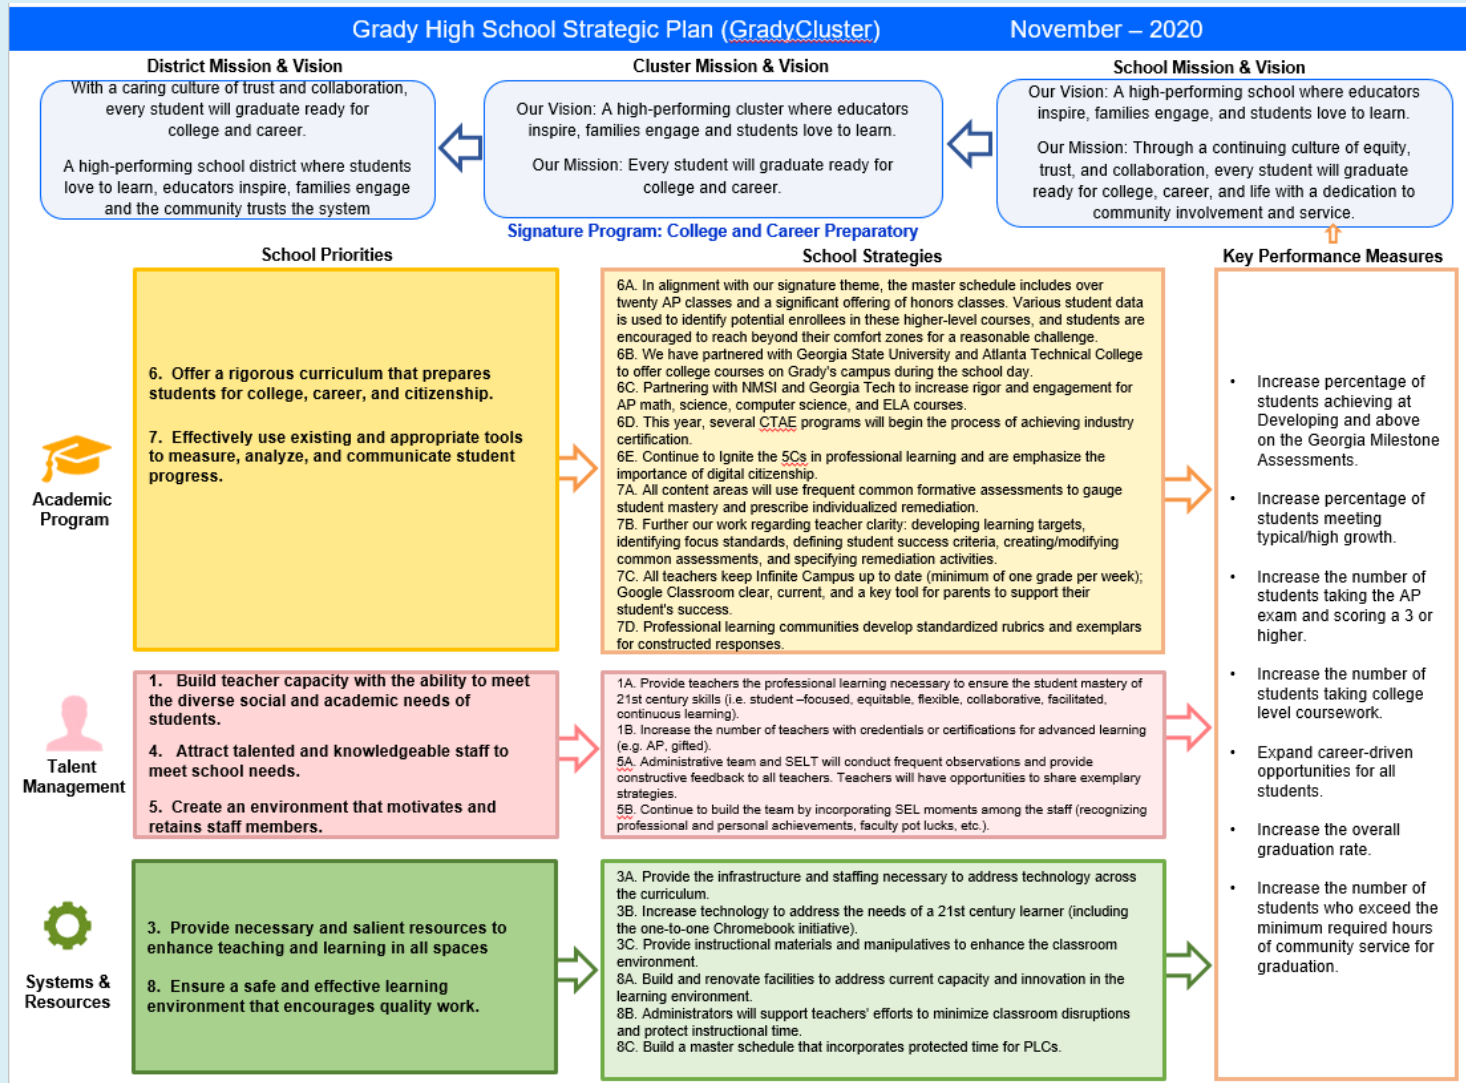 Grady High School Strategic Plan (GradyCluster) November – 2020
District Mission & Vision
With a caring culture of trust and collaboration,
every student will graduate ready for
college and career.
A high-performing school district where students
love to learn, educators inspire, families engage
and the community trusts the system
Cluster Mission & Vision
Our Vision: A high-performing cluster where educators
inspire, families engage and students love to learn.
Our Mission: Every student will graduate ready for
college and career.
School Mission & Vision
Our Vision: A high-performing school where educators
inspire, families engage, and students love to learn.
Our Mission: Through a continuing culture of equity,
trust, and collaboration, every student will graduate
ready for college, career, and life with a dedication to
community involvement and service.
Signature Program: College and Career Preparatory
School Priorities
School Strategies
Key Performance Measures
Academic
Program
6. Offer a rigorous curriculum that prepares
students for college, career, and citizenship.
7. Effectively use existing and appropriate tools
to measure, analyze, and communicate student
progress.
6A. In alignment with our signature theme, the master schedule includes over
twenty AP classes and a significant offering of honors classes. Various student data
is used to identify potential enrollees in these higher-level courses, and students are
encouraged to reach beyond their comfort zones for a reasonable challenge.
6B. We have partnered with Georgia State University and Atlanta Technical College
to offer college courses on Grady's campus during the school day.
6C. Partnering with NMSI and Georgia Tech to increase rigor and engagement for
AP math, science, computer science, and ELA courses.
6D. This year, several CTAE programs will begin the process of achieving industry
certification.
6E. Continue to Ignite the 5Cs in professional learning and are emphasize the
importance of digital citizenship.
7A. All content areas will use frequent common formative assessments to gauge
student mastery and prescribe individualized remediation.
7B. Further our work regarding teacher clarity: developing learning targets,
identifying focus standards, defining student success criteria, creating/modifying
common assessments, and specifying remediation activities.
7C. All teachers keep Infinite Campus up to date (minimum of one grade per week);
Google Classroom clear, current, and a key tool for parents to support their
student's success.
7D. Professional learning communities develop standardized rubrics and exemplars
for constructed responses.
Talent
Management
1. Build teacher capacity with the ability to meet
the diverse social and academic needs of
students.
4. Attract talented and knowledgeable staff to
meet school needs.
5. Create an environment that motivates and
retains staff members.
1A. Provide teachers the professional learning necessary to ensure the student mastery of
21st century skills (i.e. student –focused, equitable, flexible, collaborative, facilitated,
continuous learning).
1B. Increase the number of teachers with credentials or certifications for advanced learning
(e.g. AP, gifted).
5A. Administrative team and SELT will conduct frequent observations and provide
constructive feedback to all teachers. Teachers will have opportunities to share exemplary
strategies.
5B. Continue to build the team by incorporating SEL moments among the staff (recognizing
professional and personal achievements, faculty pot lucks, etc.).
Systems &
Resources
3. Provide necessary and salient resources to
enhance teaching and learning in all spaces
8. Ensure a safe and effective learning
environment that encourages quality work.
3A. Provide the infrastructure and staffing necessary to address technology across
the curriculum.
3B. Increase technology to address the needs of a 21st century learner (including
the one-to-one Chromebook initiative).
3C. Provide instructional materials and manipulatives to enhance the classroom
environment.
8A. Build and renovate facilities to address current capacity and innovation in the
learning environment.
8B. Administrators will support teachers' efforts to minimize classroom disruptions
and protect instructional time.
8C. Build a master schedule that incorporates protected time for PLCs.
• Increase percentage of
students achieving at
Developing and above
on the Georgia Milestone
Assessments.
• Increase percentage of
students meeting
typical/high growth.
• Increase the number of
students taking the AP
exam and scoring a 3 or
higher.
• Increase the number of
students taking college
level coursework.
• Expand career-driven
opportunities for all
students.
• Increase the overall
graduation rate.
• Increase the number of
students who exceed the
minimum required hours
of community service for
graduation.